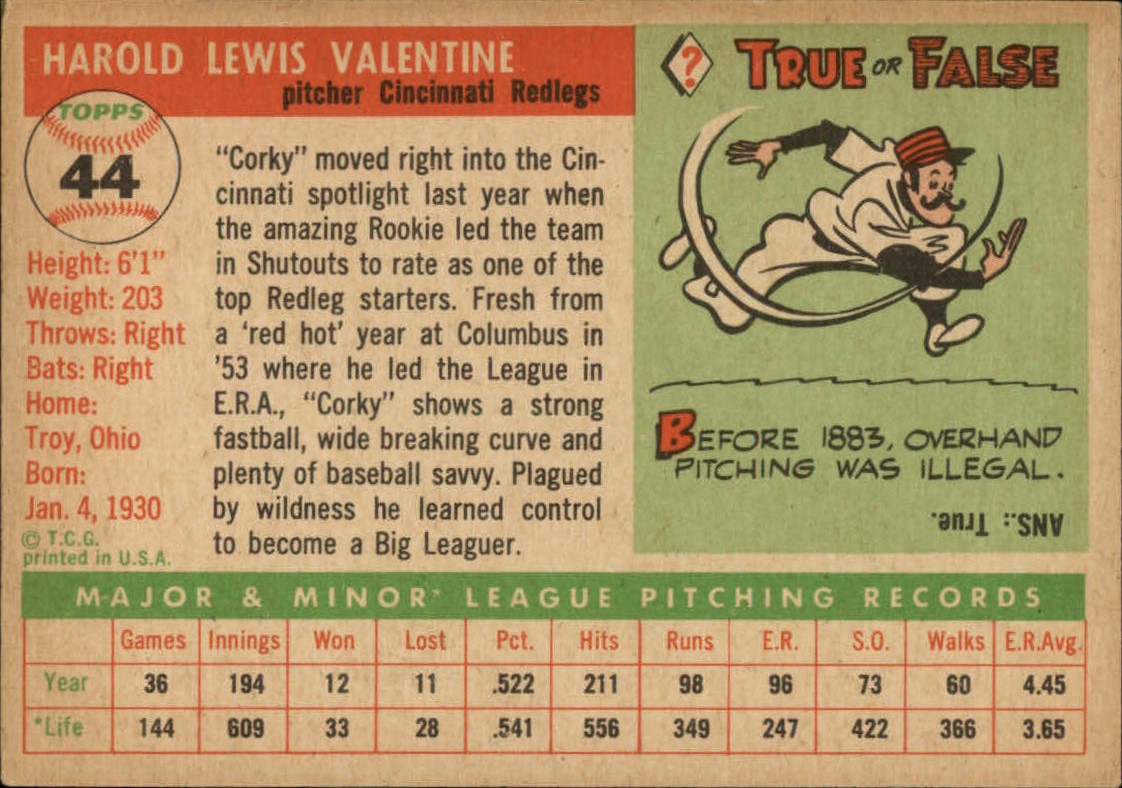 HAROLD LEWIS VALENTINE
pitcher Cincinnati Redlegs
TOPPS
44
Height: 6'1"
Weight: 203
Throws: Right
Bats: Right
Home:
Troy, Ohio
Born:
Jan. 4, 1930
© T.C.G.
printed in U.S.A.
"Corky" moved right into the Cin-
cinnati spotlight last year when
the amazing Rookie led the team
in Shutouts to rate as one of the
top Redleg starters. Fresh from
a 'red hot' year at Columbus in
'53 where he led the League in
E.R.A., "Corky" shows a strong
fastball, wide breaking curve and
plenty of baseball savvy. Plagued
by wildness he learned control
to become a Big Leaguer.
? TRUE OR FALSE
BEFORE 1883, OVERHAND
PITCHING WAS ILLEGAL.
ANS.: True.
MAJOR & MINOR* LEAGUE PITCHING RECORDS
Games Innings Won Lost Pct. Hits Runs E.R. S.O. Walks E.R.Avg.
Year 36 194 12 11 .522 211 98 96 73 60 4.45
*Life 144 609 33 28 .541 556 349 247 422 366 3.65